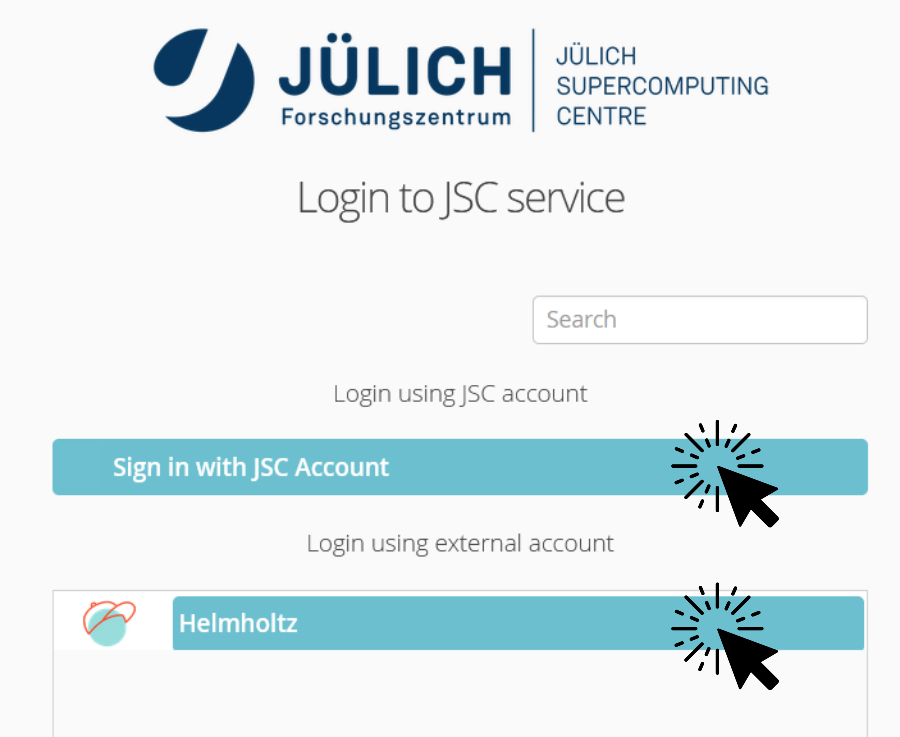 JÜLICH
Forschungszentrum
JÜLICH
SUPERCOMPUTING
CENTRE
Login to JSC service
Search
Login using JSC account
Sign in with JSC Account
Login using external account
Helmholtz